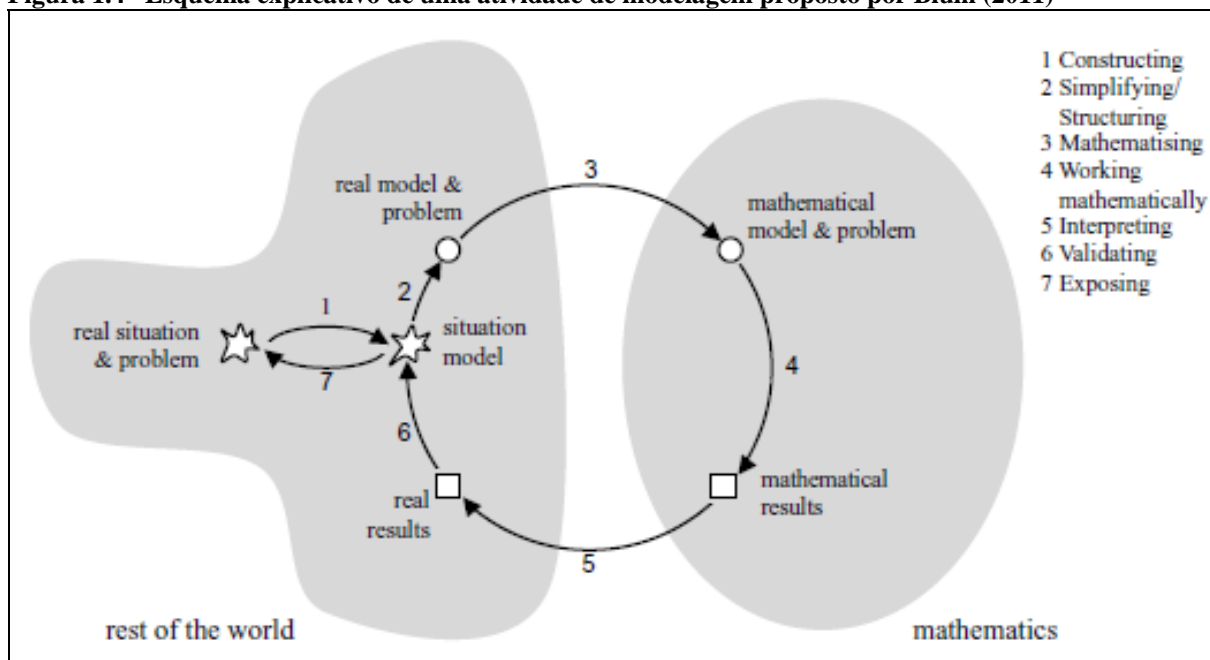 Figura 1.4 - Esquema explicativo de uma atividade de modelagem proposto por Blum (2011)
1 Constructing
2 Simplifying/
Structuring
3 Mathematising
4 Working
mathematically
5 Interpreting
6 Validating
7 Exposing
3
real model &
problem
mathematical
model & problem
2
1
real situation
& problem
situation
model
7
4
6
real
results
mathematical
results
5
rest of the world
mathematics